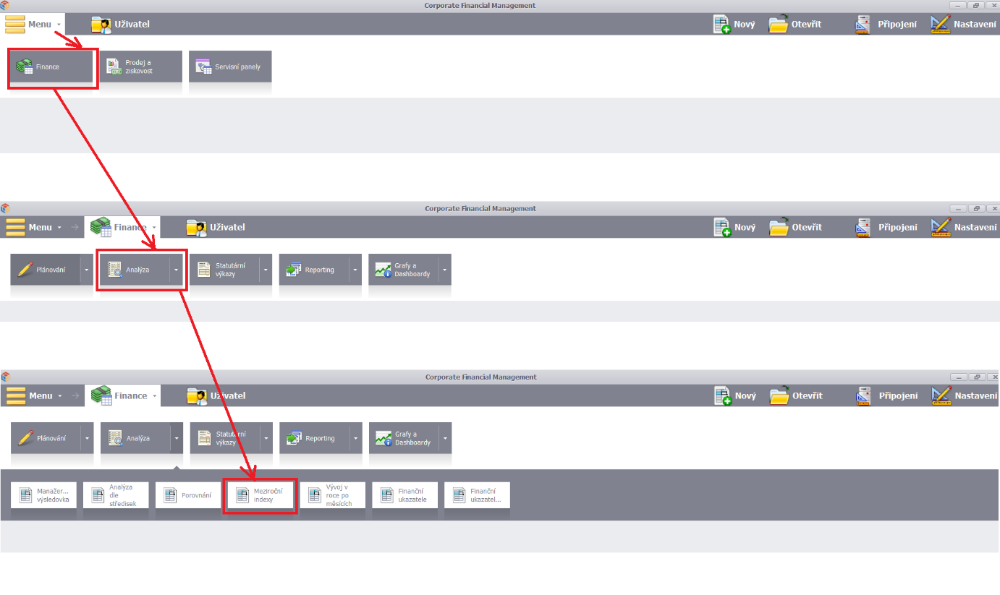 Corporate Financial Management
Menu
Uživatel
Nový
Otevřít
Připojení
Nastavení
Finance
Prodej a
ziskovost
Servisní panely
Corporate Financial Management
Menu
Finance
Uživatel
Nový
Otevřít
Připojení
Nastavení
Plánování
Analýza
Statutární
výkazy
Reporting
Grafy a
Dashboardy
Corporate Financial Management
Menu
Finance
Uživatel
Nový
Otevřít
Připojení
Nastavení
Plánování
Analýza
Statutární
výkazy
Reporting
Grafy a
Dashboardy
Manažer...
výsledovka
Analýza
dle
středisek
Porovnání
Meziroční
indexy
Vývoj v
roce po
měsících
Finanční
ukazatele
Finanční
ukazatel...